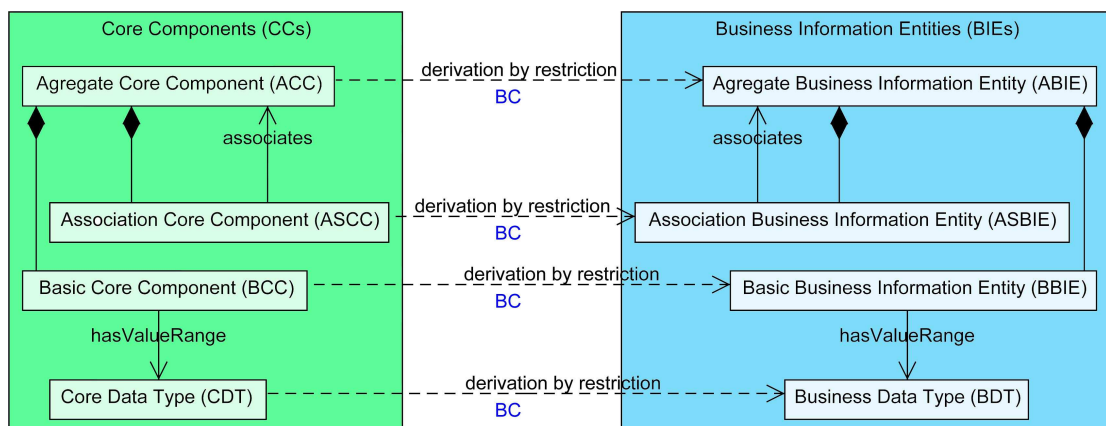 Core Components (CCs)
Business Information Entities (BIEs)
Agregate Core Component (ACC)
derivation by restriction
BC
Agregate Business Information Entity (ABIE)
associates
associates
Association Core Component (ASCC)
derivation by restriction
BC
Association Business Information Entity (ASBIE)
Basic Core Component (BCC)
derivation by restriction
BC
Basic Business Information Entity (BBIE)
hasValueRange
hasValueRange
Core Data Type (CDT)
derivation by restriction
BC
Business Data Type (BDT)